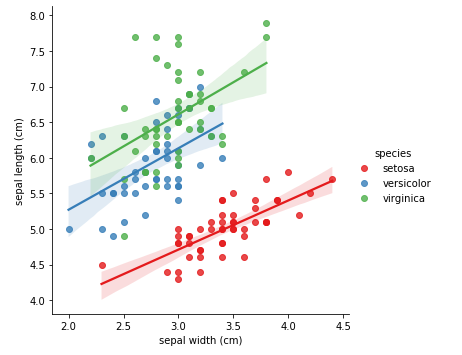 8.0
7.5
7.0
6.5
6.0
5.5
5.0
4.5
4.0
sepal length (cm)
2.0 2.5 3.0 3.5 4.0 4.5
sepal width (cm)
species
setosa
versicolor
virginica